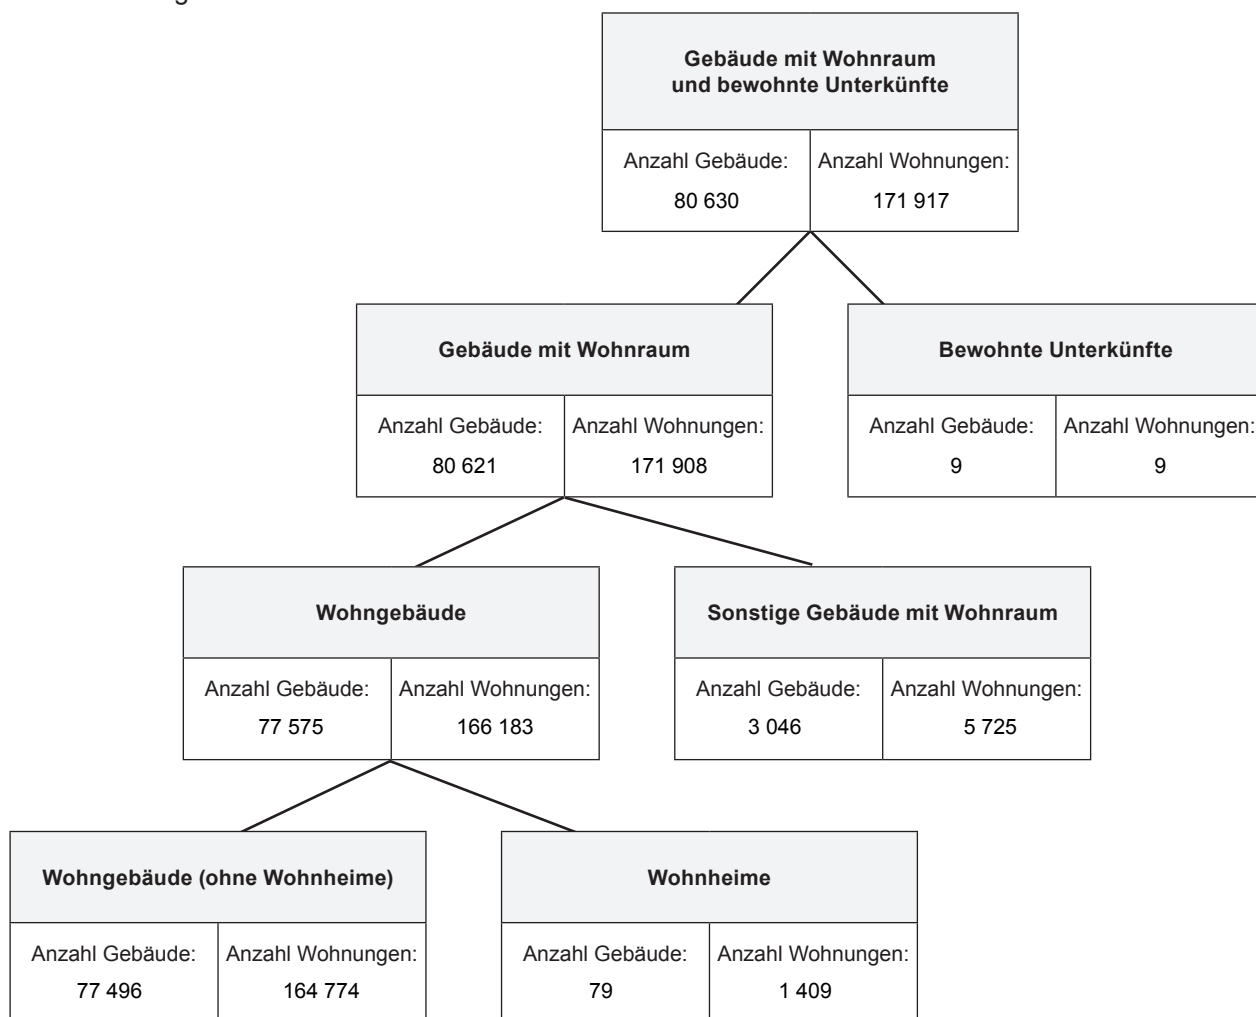 Gebäude mit Wohnraum
und bewohnte Unterkünfte
Anzahl Gebäude: Anzahl Wohnungen:
80 630 171 917
Gebäude mit Wohnraum
Anzahl Gebäude: Anzahl Wohnungen:
80 621 171 908
Bewohnte Unterkünfte
Anzahl Gebäude: Anzahl Wohnungen:
9 9
Wohngebäude
Anzahl Gebäude: Anzahl Wohnungen:
77 575 166 183
Sonstige Gebäude mit Wohnraum
Anzahl Gebäude: Anzahl Wohnungen:
3 046 5 725
Wohngebäude (ohne Wohnheime)
Anzahl Gebäude: Anzahl Wohnungen:
77 496 164 774
Wohnheime
Anzahl Gebäude: Anzahl Wohnungen:
79 1 409